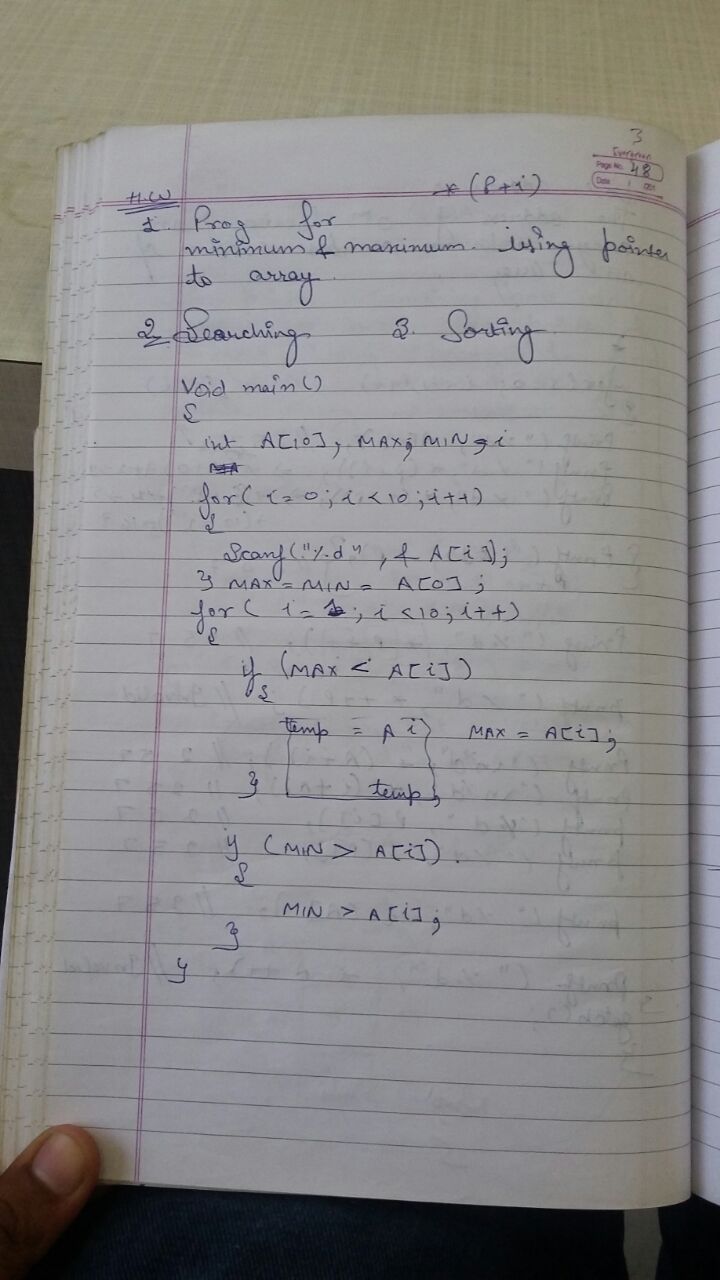 3
Evergreen
Page No. 48
Date / /201
H.W * (P+i)
1. Prog for
minimum & maximum. using pointer
to array.
2 Searching 3. Sorting
Void main()
{
int A[10], MAX, MIN, i
for( i=0; i<10; i++)
{
Scanf("%d", & A[i]);
} MAX = MIN = A[0];
for( i= ; i<10; i++)
{
if (MAX < A[i])
{
temp = A i MAX = A[i];
} temp,
if (MIN > A[i]).
{
MIN > A[i];
}
}